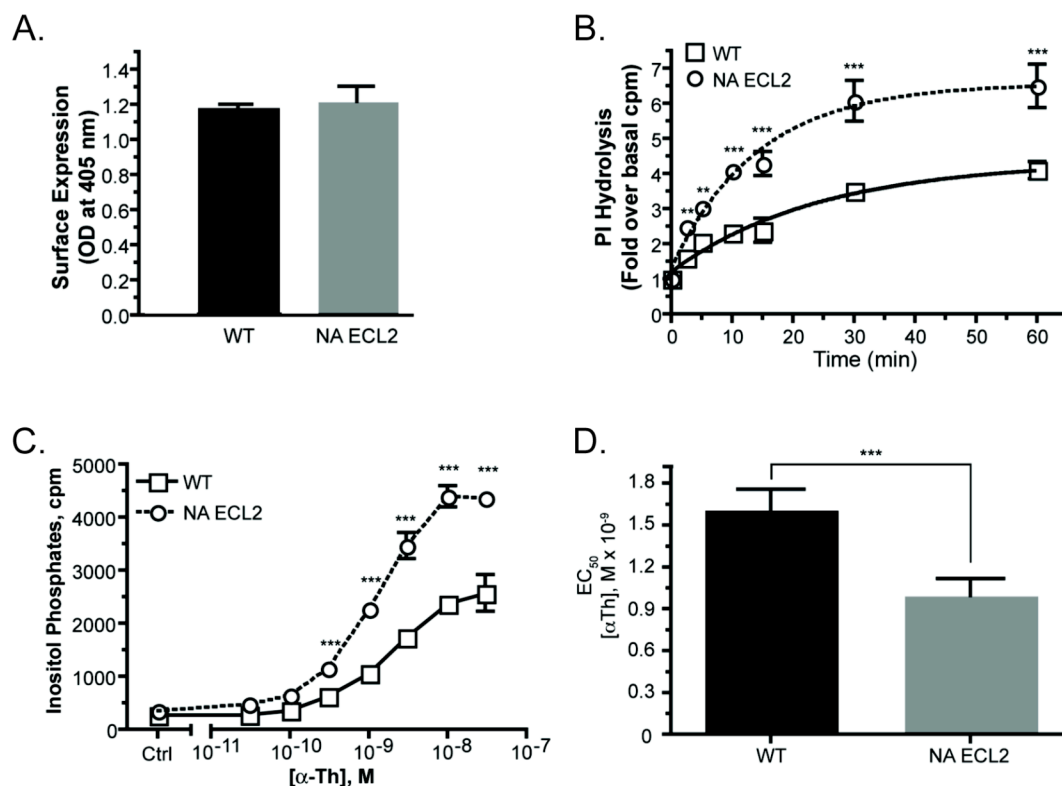 A.
Surface Expression
(OD at 405 nm)
1.4
1.2
1.0
0.8
0.6
0.4
0.2
0.0
WT
NA ECL2
B.
PI Hydrolysis
(Fold over basal cpm)
7
6
5
4
3
2
1
0
WT
NA ECL2
**
**
***
***
***
***
0
10
20
30
40
50
60
Time (min)
C.
Inositol Phosphates, cpm
5000
4000
3000
2000
1000
0
WT
NA ECL2
***
***
***
***
***
Ctrl
10-11
10-10
10-9
10-8
10-7
[α-Th], M
D.
EC50
[αTh], M x 10-9
1.8
1.5
1.2
0.9
0.6
0.3
0
***
WT
NA ECL2